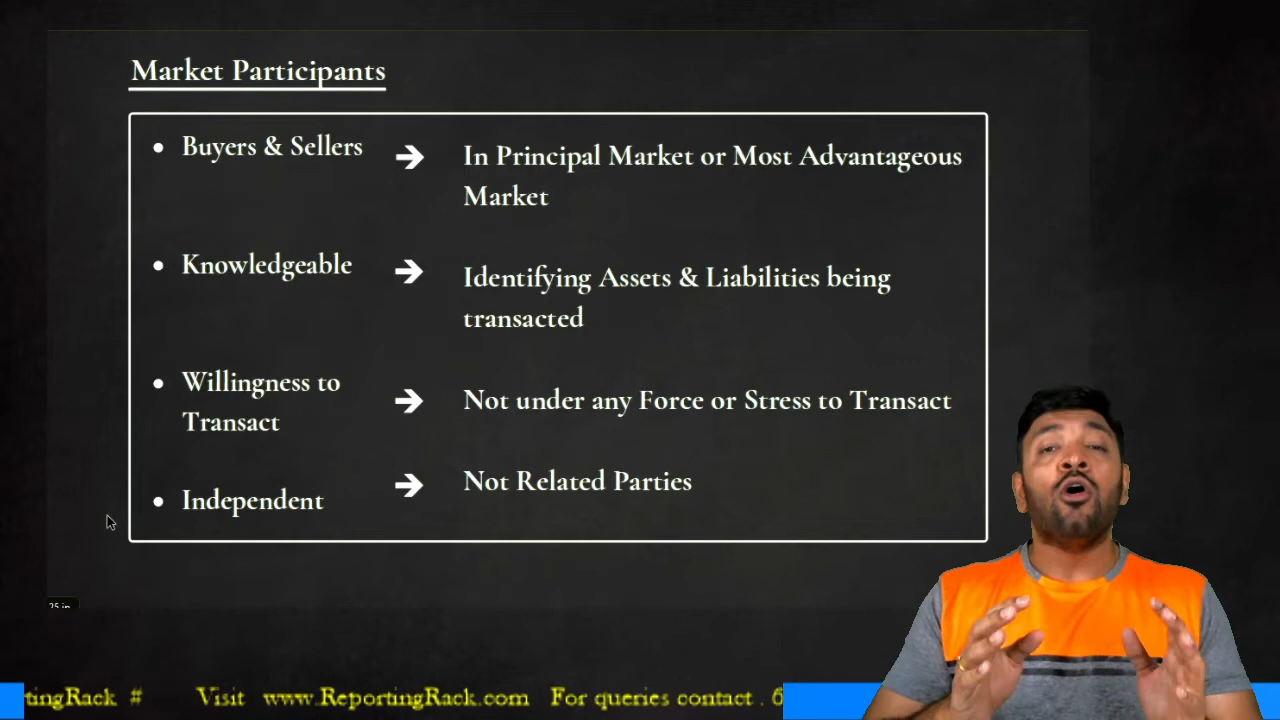 Market Participants
• Buyers & Sellers → In Principal Market or Most Advantageous
Market
• Knowledgeable → Identifying Assets & Liabilities being
transacted
• Willingness to → Not under any Force or Stress to Transact
Transact
• Independent → Not Related Parties
25 in
tingRack # Visit www.ReportingRack.com For queries contact . 6